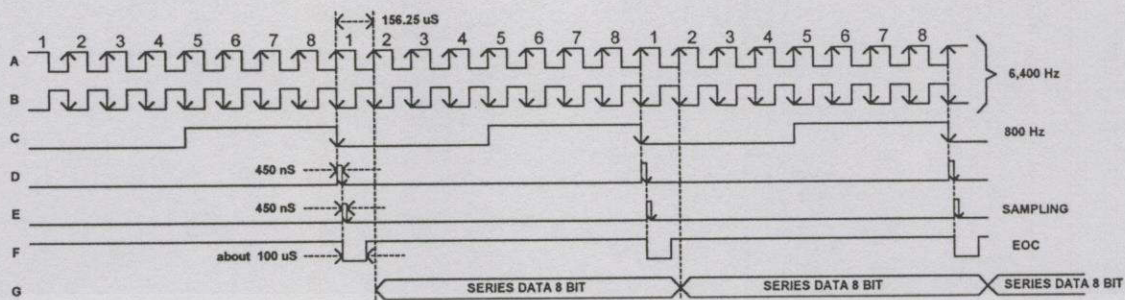 156.25 uS
1 2 3 4 5 6 7 8 1 2 3 4 5 6 7 8 1 2 3 4 5 6 7 8
A
6,400 Hz
B
C
800 Hz
450 nS
D
450 nS
E
SAMPLING
F
about 100 uS
EOC
G
SERIES DATA 8 BIT
SERIES DATA 8 BIT
SERIES DATA 8 BIT